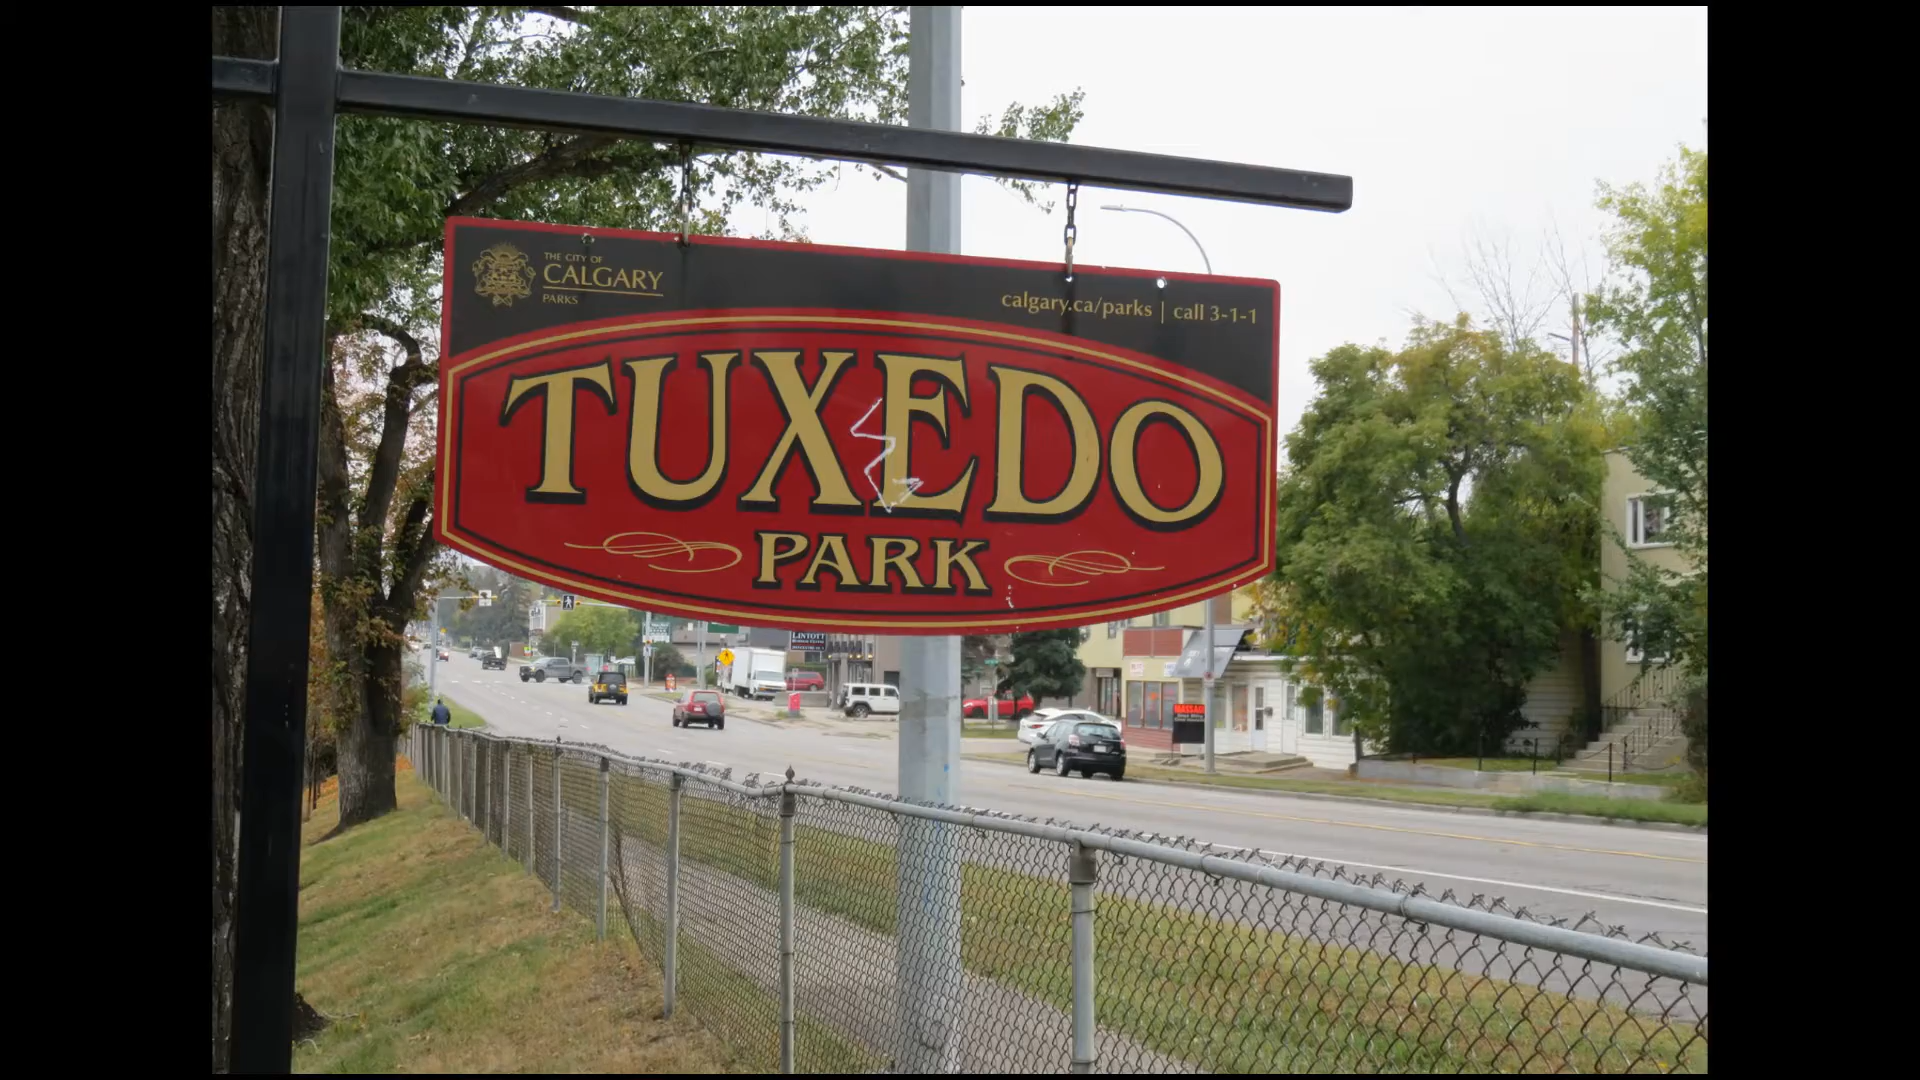 THE CITY OF
CALGARY
PARKS
calgary.ca/parks | call 3-1-1
TUXEDO
PARK
LINTOTT
MASSAGE